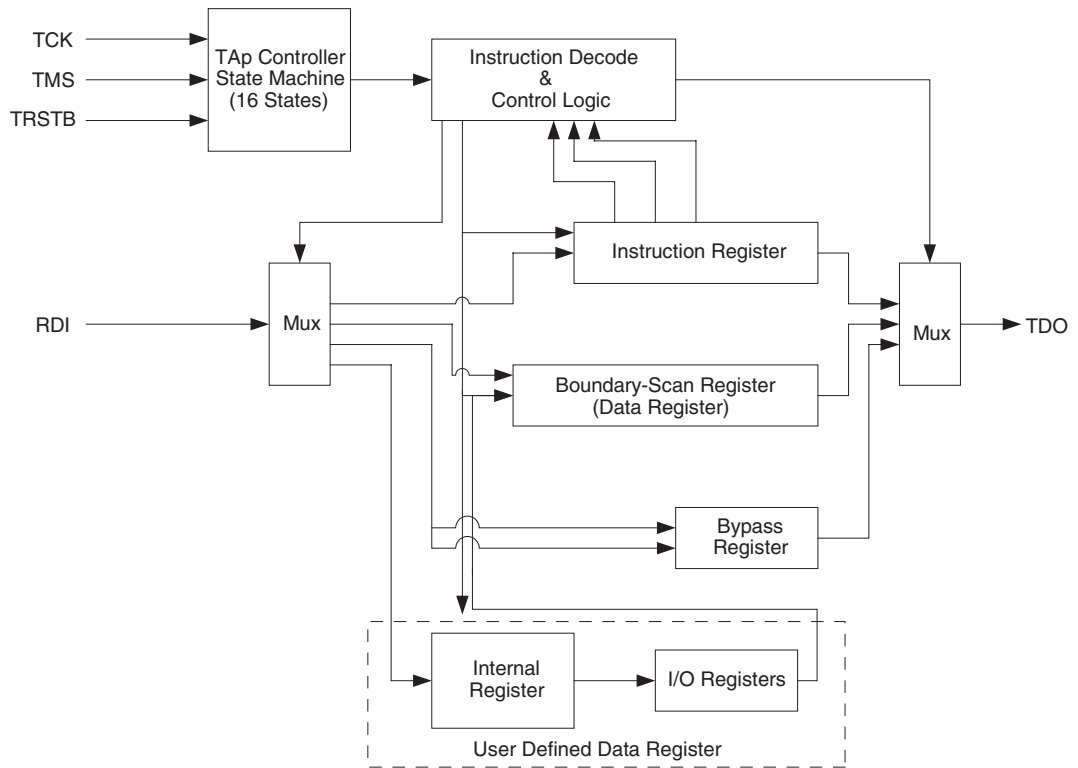 TCK
TMS
TRSTB
TAp Controller
State Machine
(16 States)
Instruction Decode
&
Control Logic
Instruction Register
RDI
Mux
Mux
TDO
Boundary-Scan Register
(Data Register)
Bypass
Register
Internal
Register
I/O Registers
User Defined Data Register